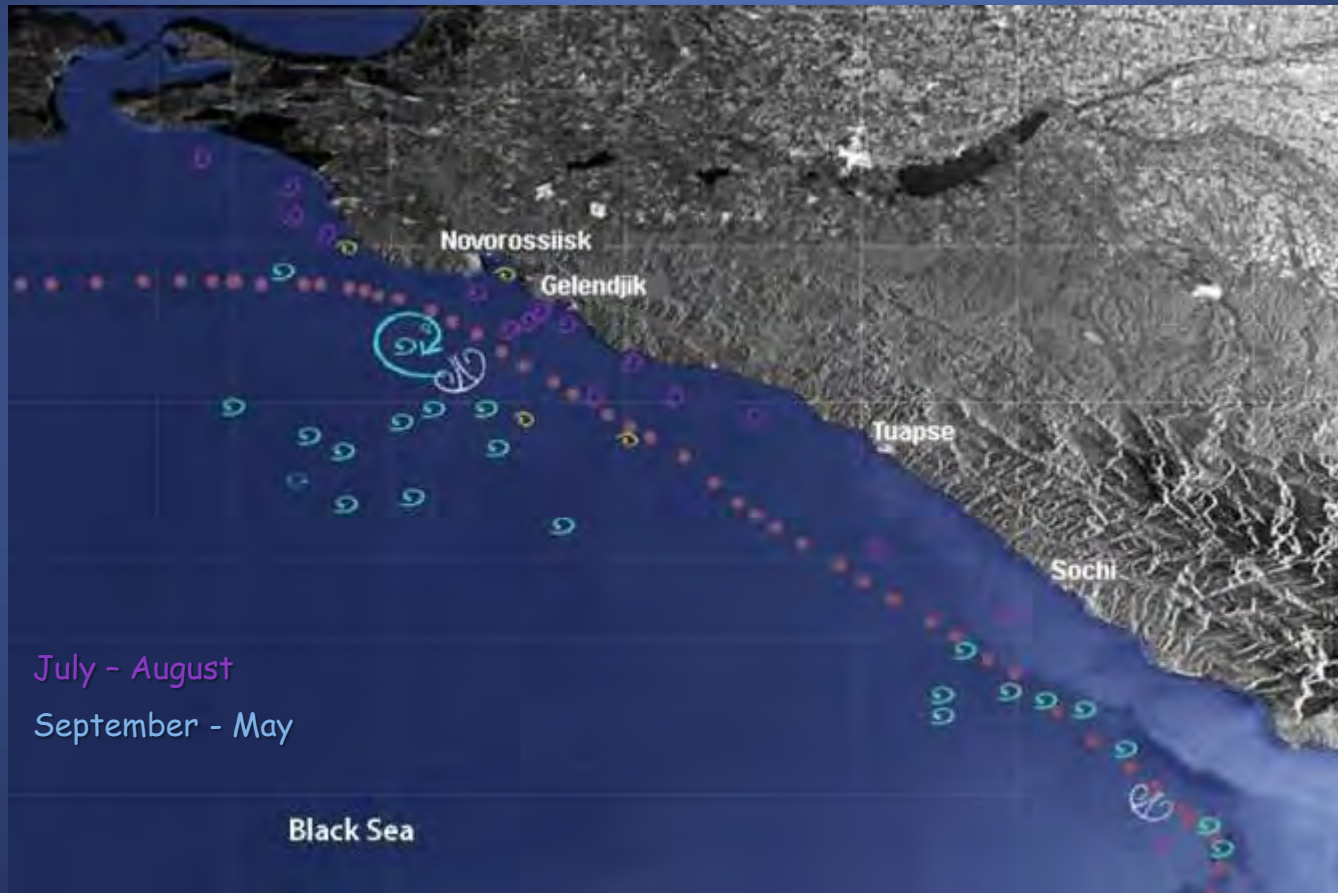 Novorossiisk
Gelendjik
Tuapse
Sochi
July – August
September - May
Black Sea